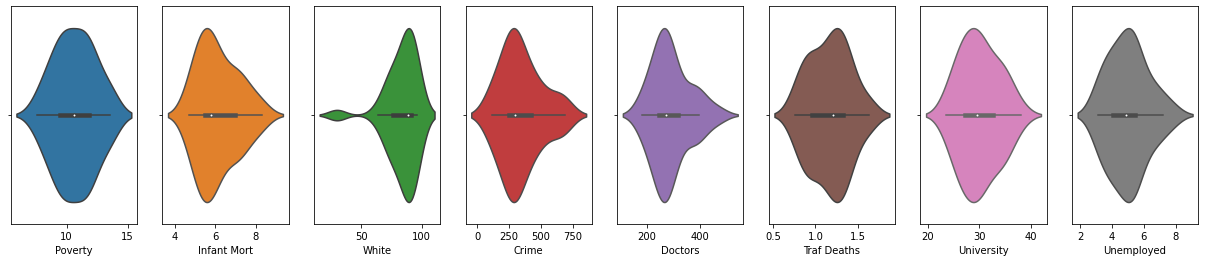 10 15
Poverty
4 6 8
Infant Mort
50 100
White
0 250 500 750
Crime
200 400
Doctors
0.5 1.0 1.5
Traf Deaths
20 30 40
University
2 4 6 8
Unemployed